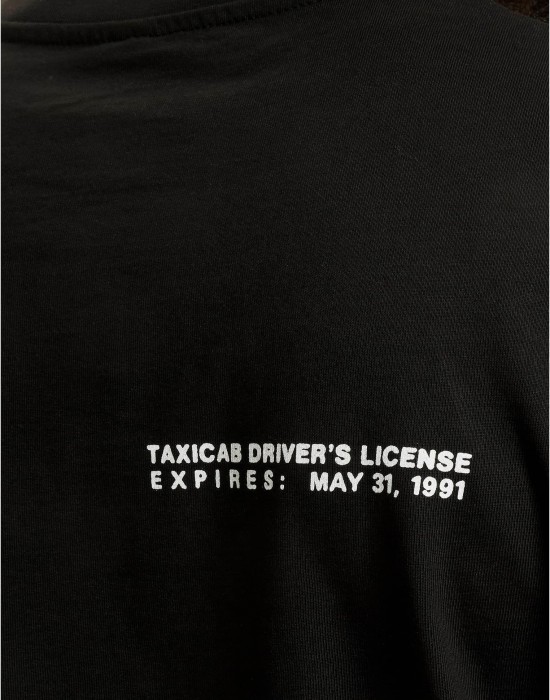 TAXICAB DRIVER'S LICENSE
EXPIRES: MAY 31, 1991